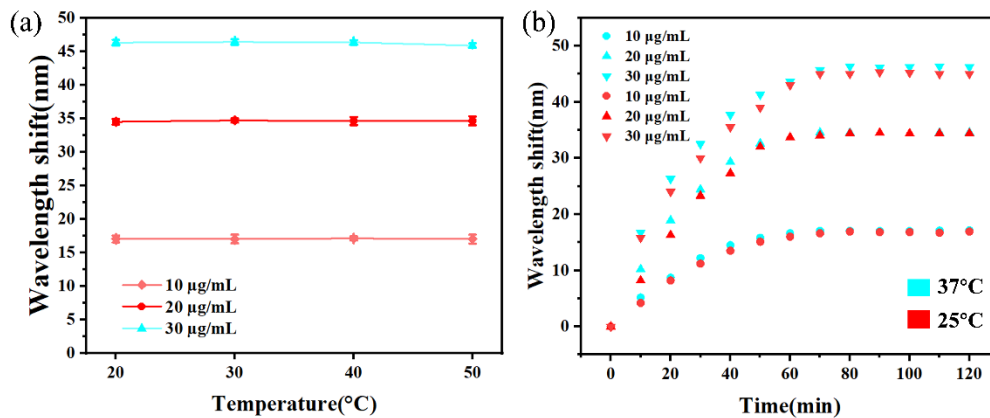 (a)
50
45
40
35
30
25
20
15
10
5
0
Wavelength shift(nm)
10 µg/mL
20 µg/mL
30 µg/mL
20 30 40 50
Temperature(°C)
(b)
50
40
30
20
10
0
Wavelength shift(nm)
10 µg/mL
20 µg/mL
30 µg/mL
10 µg/mL
20 µg/mL
30 µg/mL
37°C
25°C
0 20 40 60 80 100 120
Time(min)